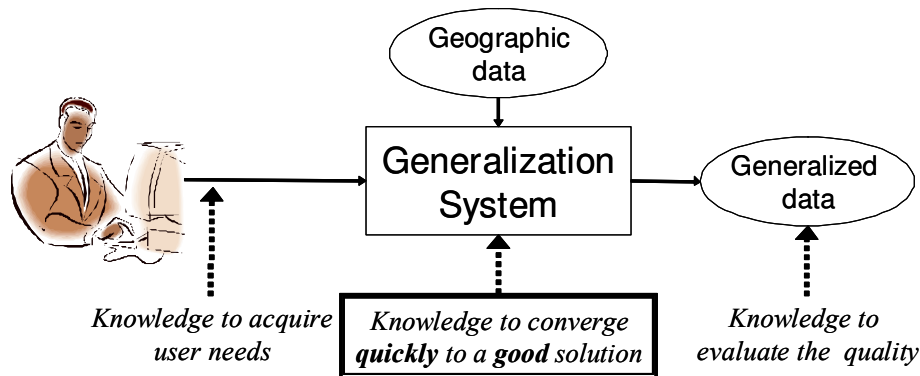 Geographic
data
Generalization
System
Generalized
data
Knowledge to acquire
user needs
Knowledge to converge
quickly to a good solution
Knowledge to
evaluate the quality